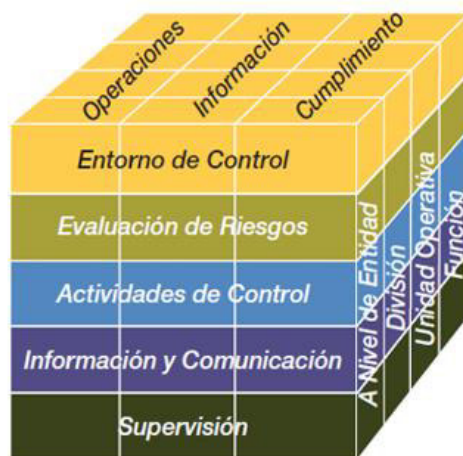 Operaciones
Información
Cumplimiento
Entorno de Control
Evaluación de Riesgos
Actividades de Control
Información y Comunicación
Supervisión
A Nivel de Entidad
División
Unidad Operativa
Función